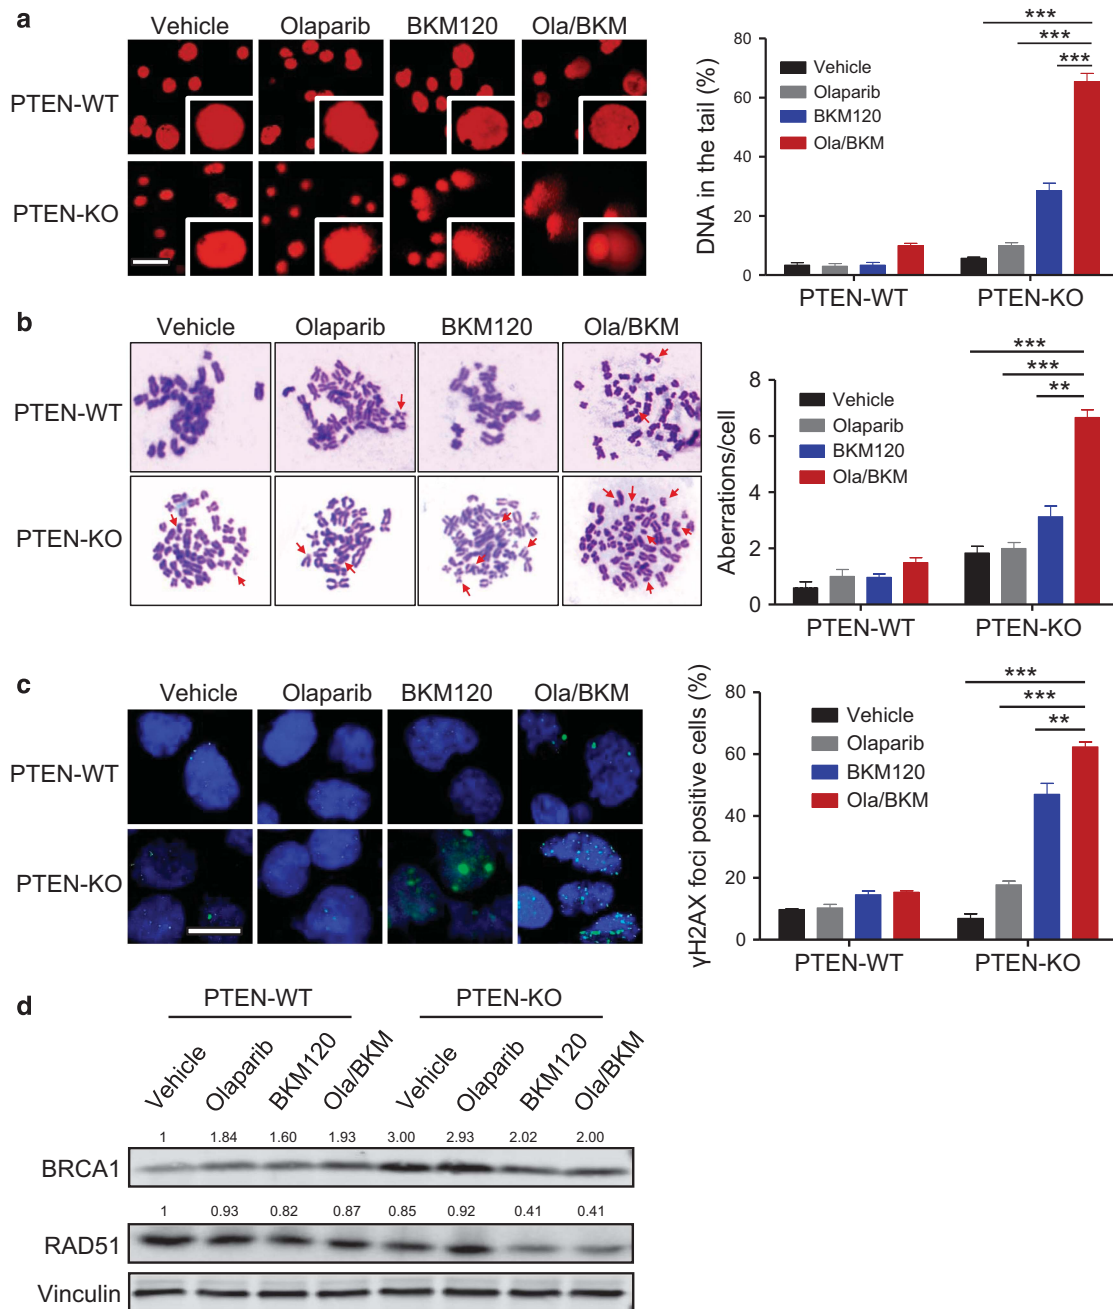 a
Vehicle Olaparib BKM120 Ola/BKM
PTEN-WT
PTEN-KO
***
***
***
80
60
40
20
0
DNA in the tail (%)
Vehicle
Olaparib
BKM120
Ola/BKM
PTEN-WT PTEN-KO
b
Vehicle Olaparib BKM120 Ola/BKM
PTEN-WT
PTEN-KO
***
***
**
8
6
4
2
0
Aberrations/cell
Vehicle
Olaparib
BKM120
Ola/BKM
PTEN-WT PTEN-KO
c
Vehicle Olaparib BKM120 Ola/BKM
PTEN-WT
PTEN-KO
***
***
**
80
60
40
20
0
γH2AX foci positive cells (%)
Vehicle
Olaparib
BKM120
Ola/BKM
PTEN-WT PTEN-KO
d
PTEN-WT PTEN-KO
Vehicle Olaparib BKM120 Ola/BKM Vehicle Olaparib BKM120 Ola/BKM
1 1.84 1.60 1.93 3.00 2.93 2.02 2.00
BRCA1
1 0.93 0.82 0.87 0.85 0.92 0.41 0.41
RAD51
Vinculin